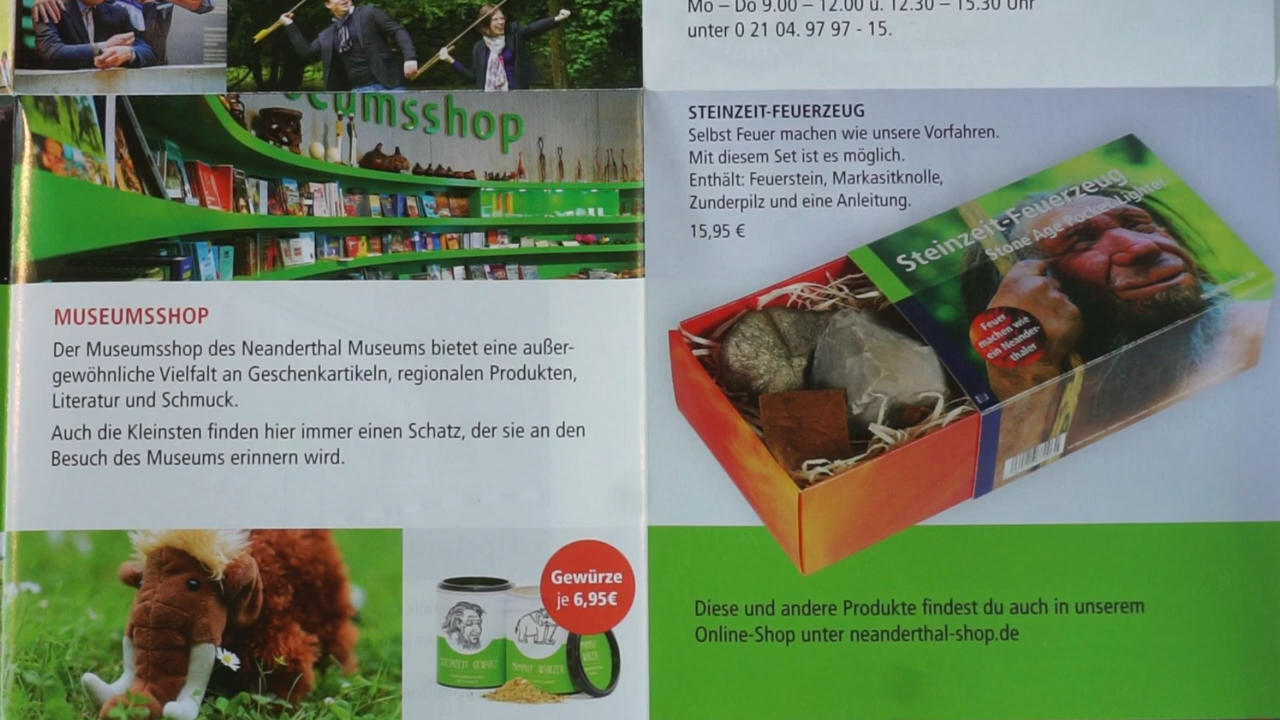 Mo – Do 9.00 – 12.00 u. 12.30 – 15.30 Uhr
unter 0 21 04. 97 97 - 15.
MUSEUMSSHOP
Der Museumsshop des Neanderthal Museums bietet eine außer-
gewöhnliche Vielfalt an Geschenkartikeln, regionalen Produkten,
Literatur und Schmuck.
Auch die Kleinsten finden hier immer einen Schatz, der sie an den
Besuch des Museums erinnern wird.
Gewürze
je 6,95€
STEINZEIT GEWÜRZ
MAMMUT WÜRZER
STEINZEIT-FEUERZEUG
Selbst Feuer machen wie unsere Vorfahren.
Mit diesem Set ist es möglich.
Enthält: Feuerstein, Markasitknolle,
Zunderpilz und eine Anleitung.
15,95 €
Steinzeit-Feuerzeug
Stone Age Pocket Lighter
Feuer
machen wie
ein Neander-
thaler
Diese und andere Produkte findest du auch in unserem
Online-Shop unter neanderthal-shop.de